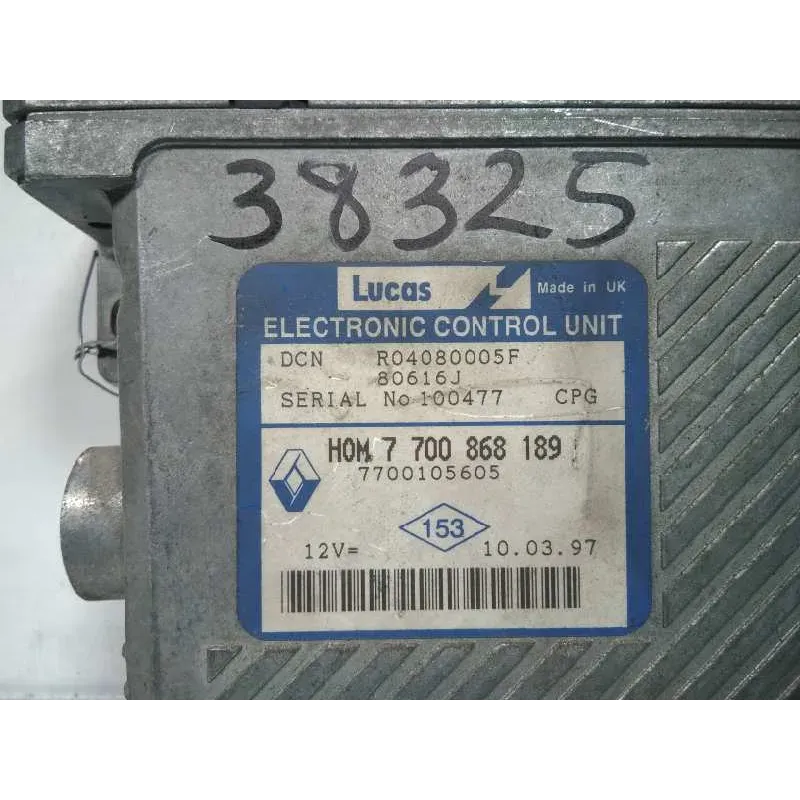 38325
Lucas Made in UK
ELECTRONIC CONTROL UNIT
DCN R04080005F
80616J
SERIAL No 100477 CPG
HOM 7 700 868 189
7700105605
153
12V= 10.03.97